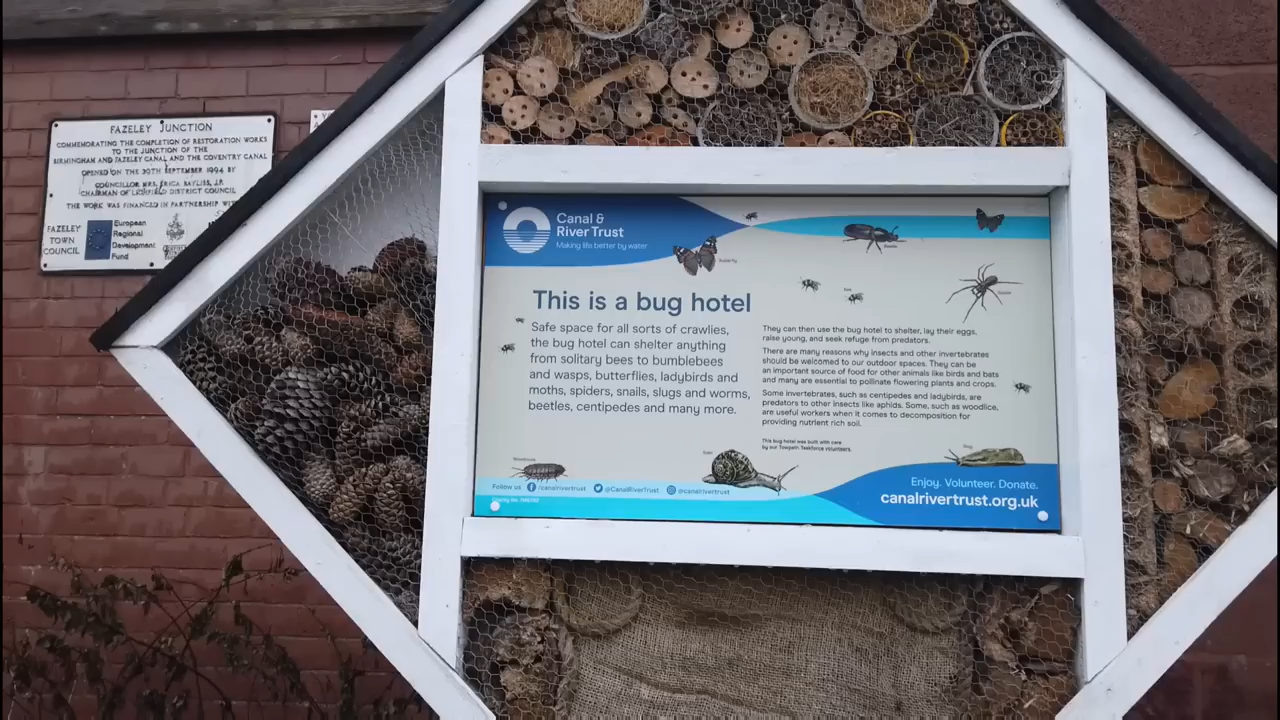 FAZELEY JUNCTION
COMMEMORATING THE COMPLETION OF RESTORATION WORKS
TO THE JUNCTION OF THE
BIRMINGHAM AND FAZELEY CANAL AND THE COVENTRY CANAL
OPENED ON THE 30TH SEPTEMBER 1994 BY
COUNCILLOR MRS. ERICA BAYLISS, J.P.
CHAIRMAN OF LICHFIELD DISTRICT COUNCIL
THE WORK WAS FINANCED IN PARTNERSHIP WITH
FAZELEY
TOWN
COUNCIL
European
Regional
Development
Fund
Canal &
River Trust
Making life better by water
Butterfly
Beetle
Bee
Spider
This is a bug hotel
Safe space for all sorts of crawlies,
the bug hotel can shelter anything
from solitary bees to bumblebees
and wasps, butterflies, ladybirds and
moths, spiders, snails, slugs and worms,
beetles, centipedes and many more.
They can then use the bug hotel to shelter, lay their eggs,
raise young, and seek refuge from predators.
There are many reasons why insects and other invertebrates
should be welcomed to our outdoor spaces. They can be
an important source of food for other animals like birds and bats
and many are essential to pollinate flowering plants and crops.
Some invertebrates, such as centipedes and ladybirds, are
predators to other insects like aphids. Some, such as woodlice,
are useful workers when it comes to decomposition for
providing nutrient rich soil.
This bug hotel was built with care
by our Towpath Taskforce volunteers.
Woodlouse
Snail
Slug
Follow us /canalrivertrust @CanalRiverTrust @canalrivertrust
Enjoy. Volunteer. Donate.
canalrivertrust.org.uk